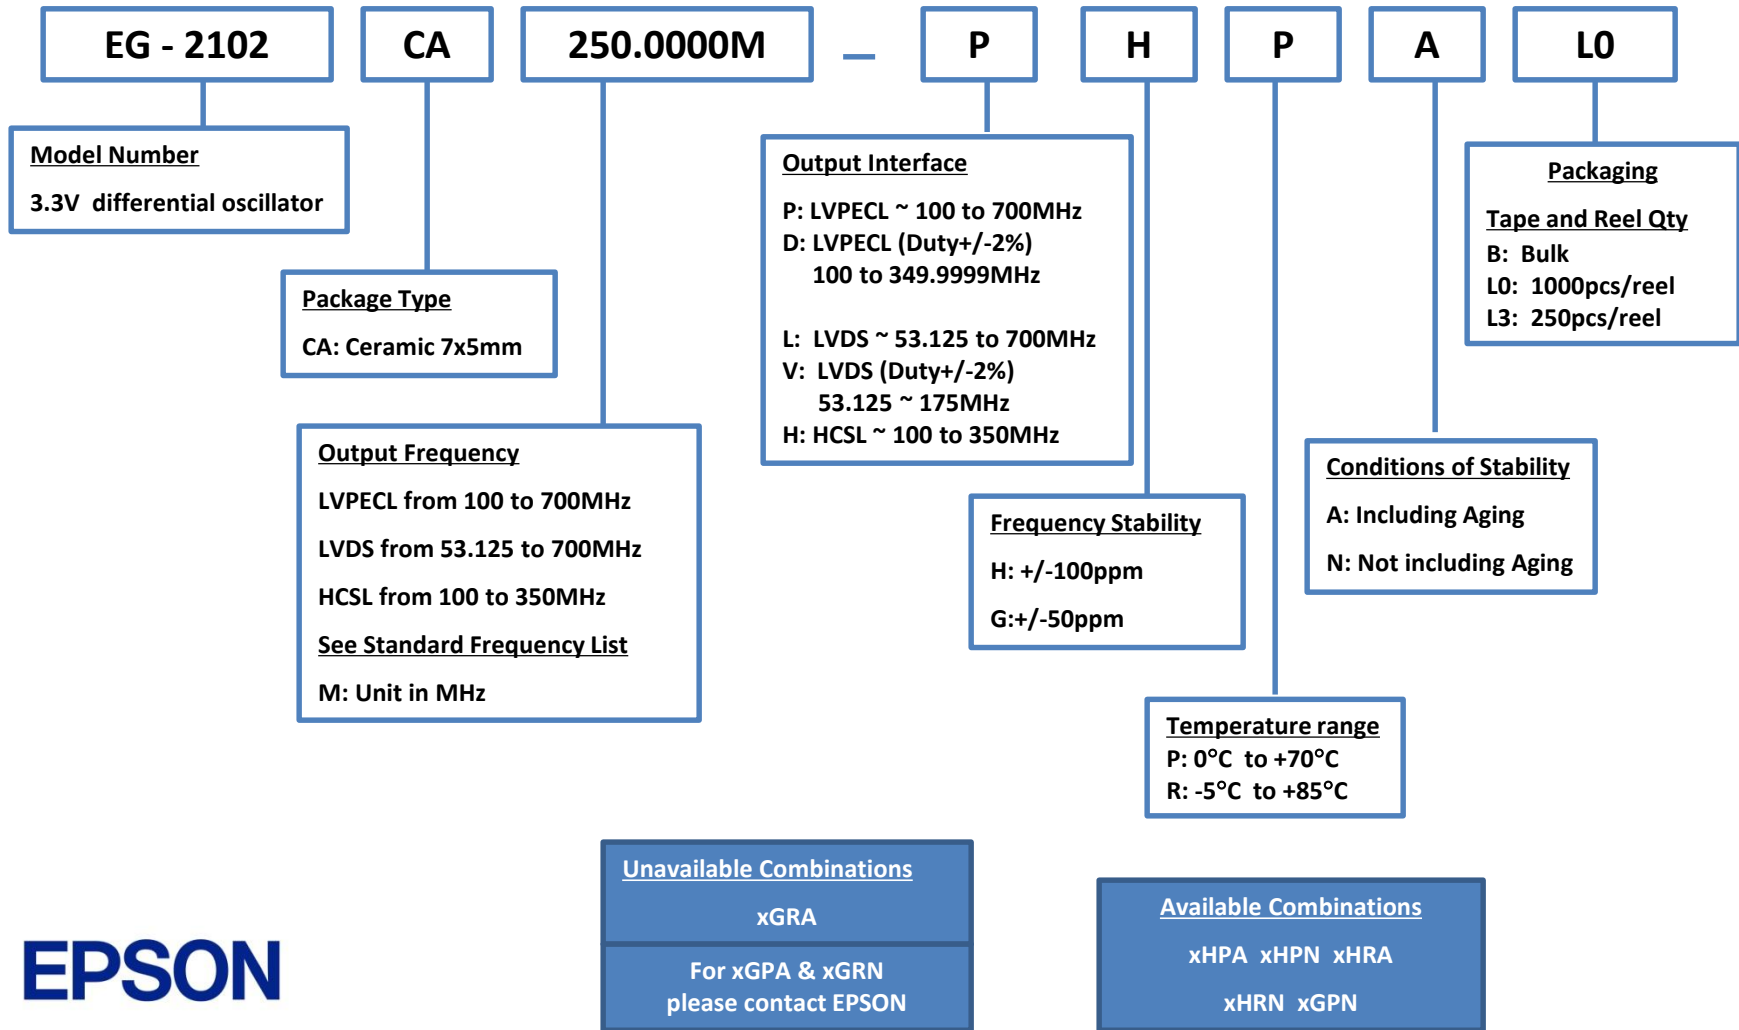 EG - 2102 CA 250.0000M _ P H P A L0
Model Number
3.3V differential oscillator
Package Type
CA: Ceramic 7x5mm
Output Frequency
LVPECL from 100 to 700MHz
LVDS from 53.125 to 700MHz
HCSL from 100 to 350MHz
See Standard Frequency List
M: Unit in MHz
Output Interface
P: LVPECL ~ 100 to 700MHz
D: LVPECL (Duty+/-2%)
100 to 349.9999MHz
L: LVDS ~ 53.125 to 700MHz
V: LVDS (Duty+/-2%)
53.125 ~ 175MHz
H: HCSL ~ 100 to 350MHz
Frequency Stability
H: +/-100ppm
G:+/-50ppm
Temperature range
P: 0°C to +70°C
R: -5°C to +85°C
Conditions of Stability
A: Including Aging
N: Not including Aging
Packaging
Tape and Reel Qty
B: Bulk
L0: 1000pcs/reel
L3: 250pcs/reel
Unavailable Combinations
xGRA
For xGPA & xGRN
please contact EPSON
Available Combinations
xHPA xHPN xHRA
xHRN xGPN
EPSON